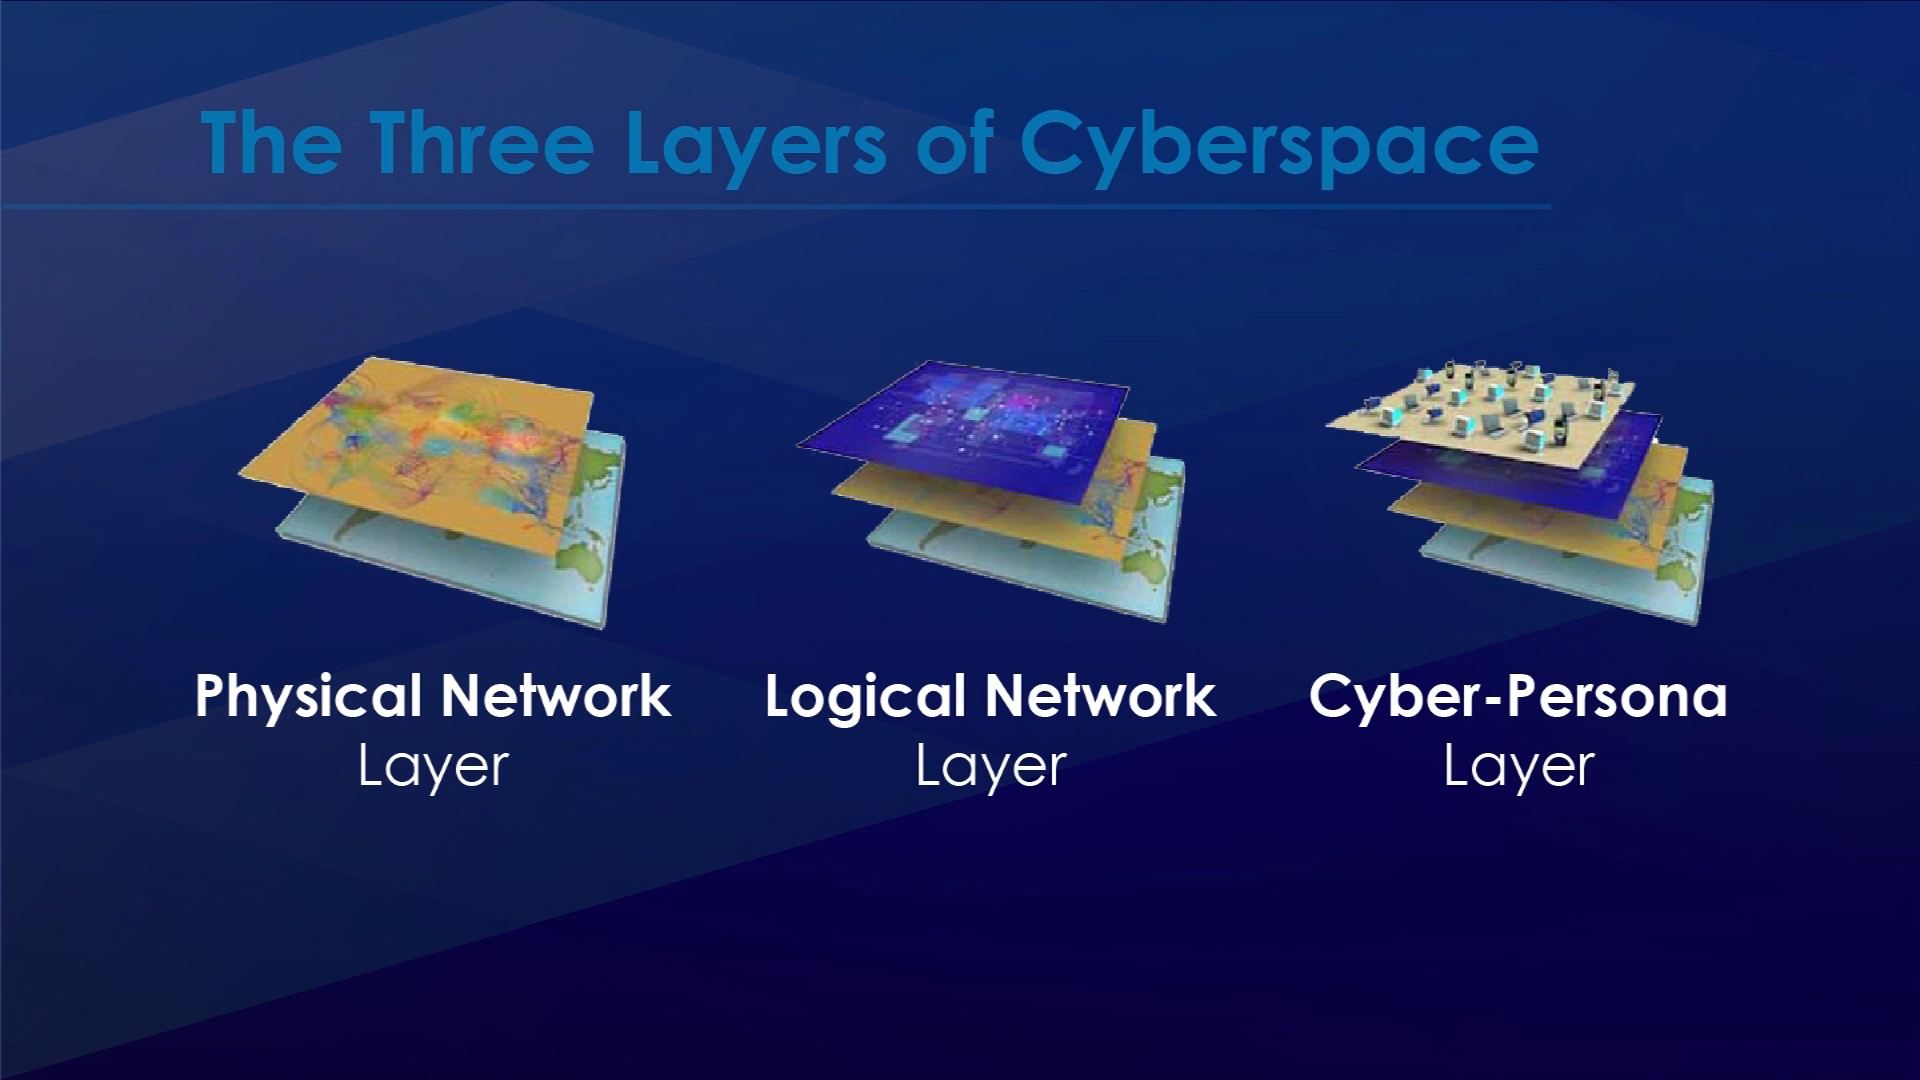 The Three Layers of Cyberspace
Physical Network
Layer
Logical Network
Layer
Cyber-Persona
Layer